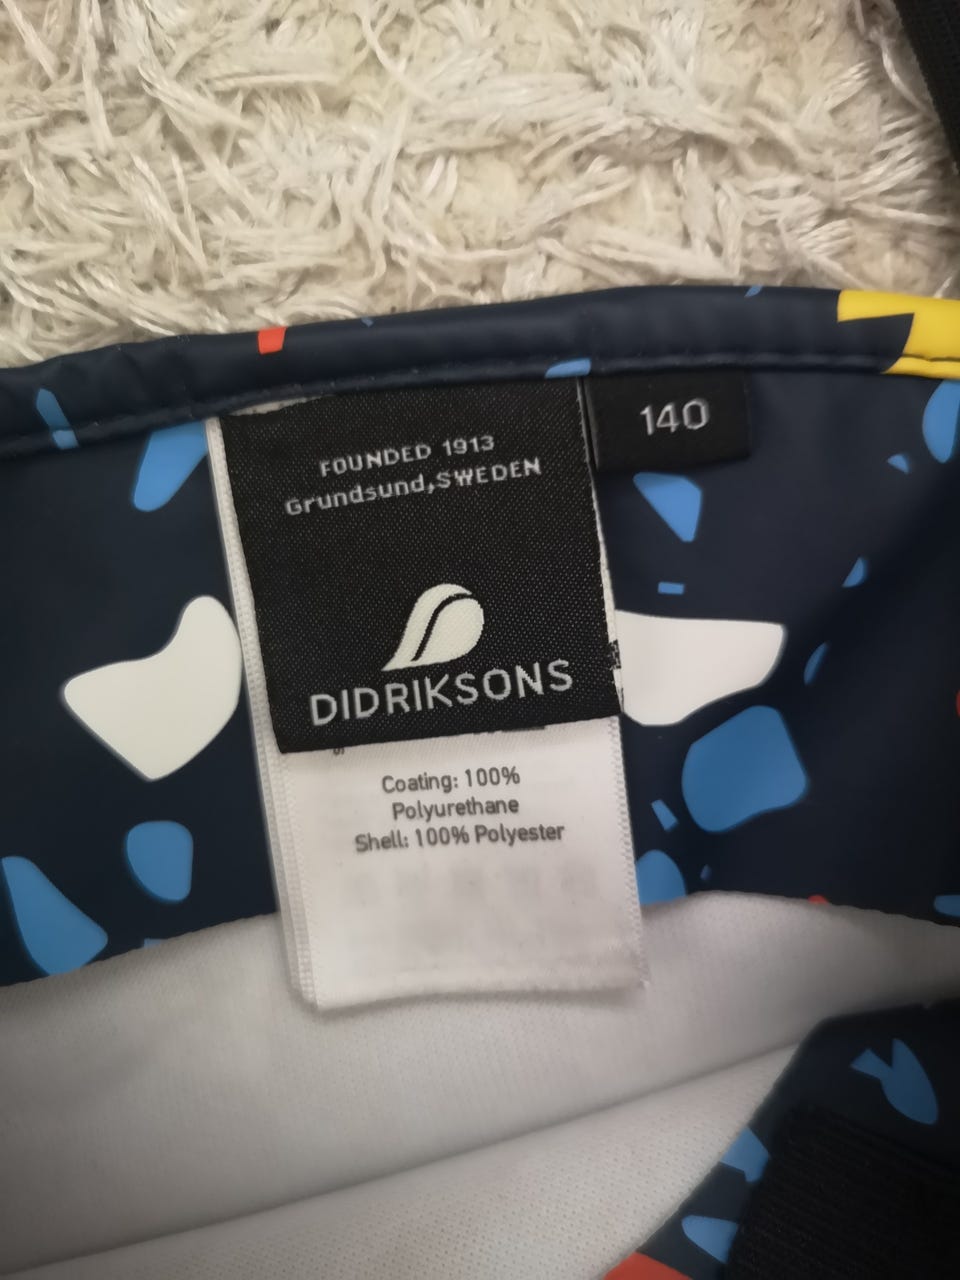 FOUNDED 1913
Grundsund,SWEDEN
140
DIDRIKSONS
Coating: 100%
Polyurethane
Shell: 100% Polyester